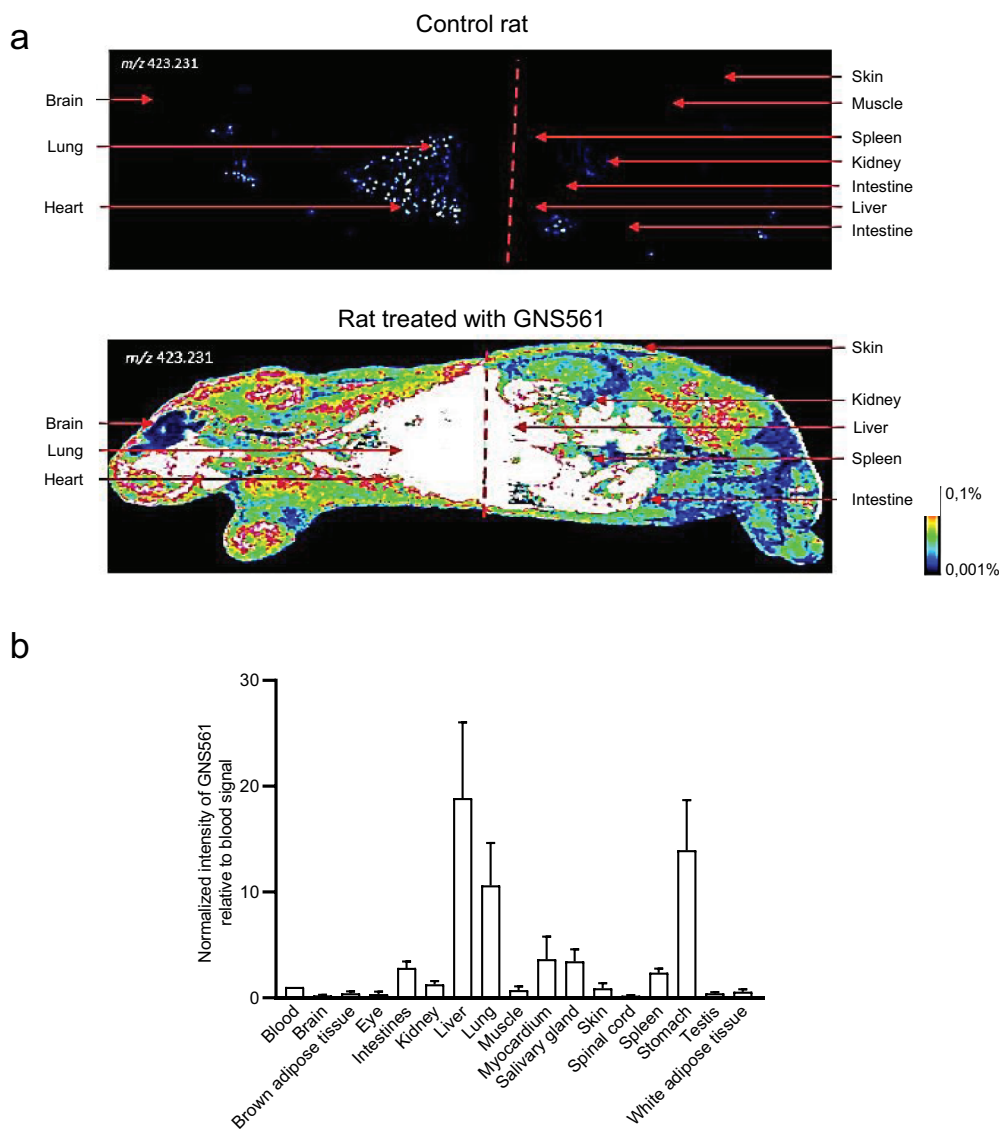 a
Control rat
m/z 423.231
Brain
Lung
Heart
Skin
Muscle
Spleen
Kidney
Intestine
Liver
Intestine
Rat treated with GNS561
m/z 423.231
Brain
Lung
Heart
Skin
Kidney
Liver
Spleen
Intestine
0,1%
0,001%
b
Normalized intensity of GNS561
relative to blood signal
30
20
10
0
Blood
Brain
Brown adipose tissue
Eye
Intestines
Kidney
Liver
Lung
Muscle
Myocardium
Salivary gland
Skin
Spinal cord
Spleen
Stomach
Testis
White adipose tissue